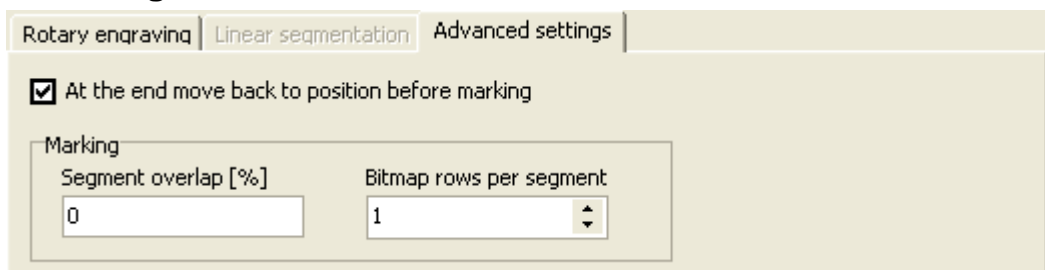 Rotary engraving Linear segmentation Advanced settings
At the end move back to position before marking
Marking
Segment overlap [%] Bitmap rows per segment
0 1